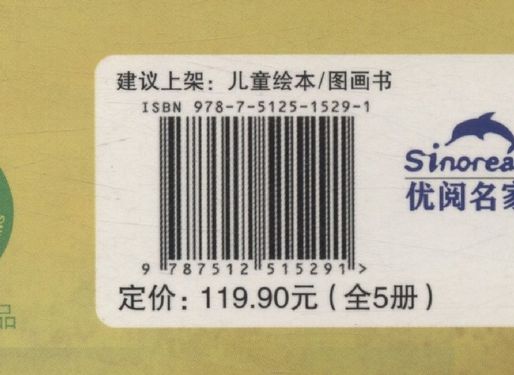 建议上架：儿童绘本/图画书
ISBN 978-7-5125-1529-1
9 787512 515291>
定价：119.90元（全5册）
Sinorea
优阅名家
品